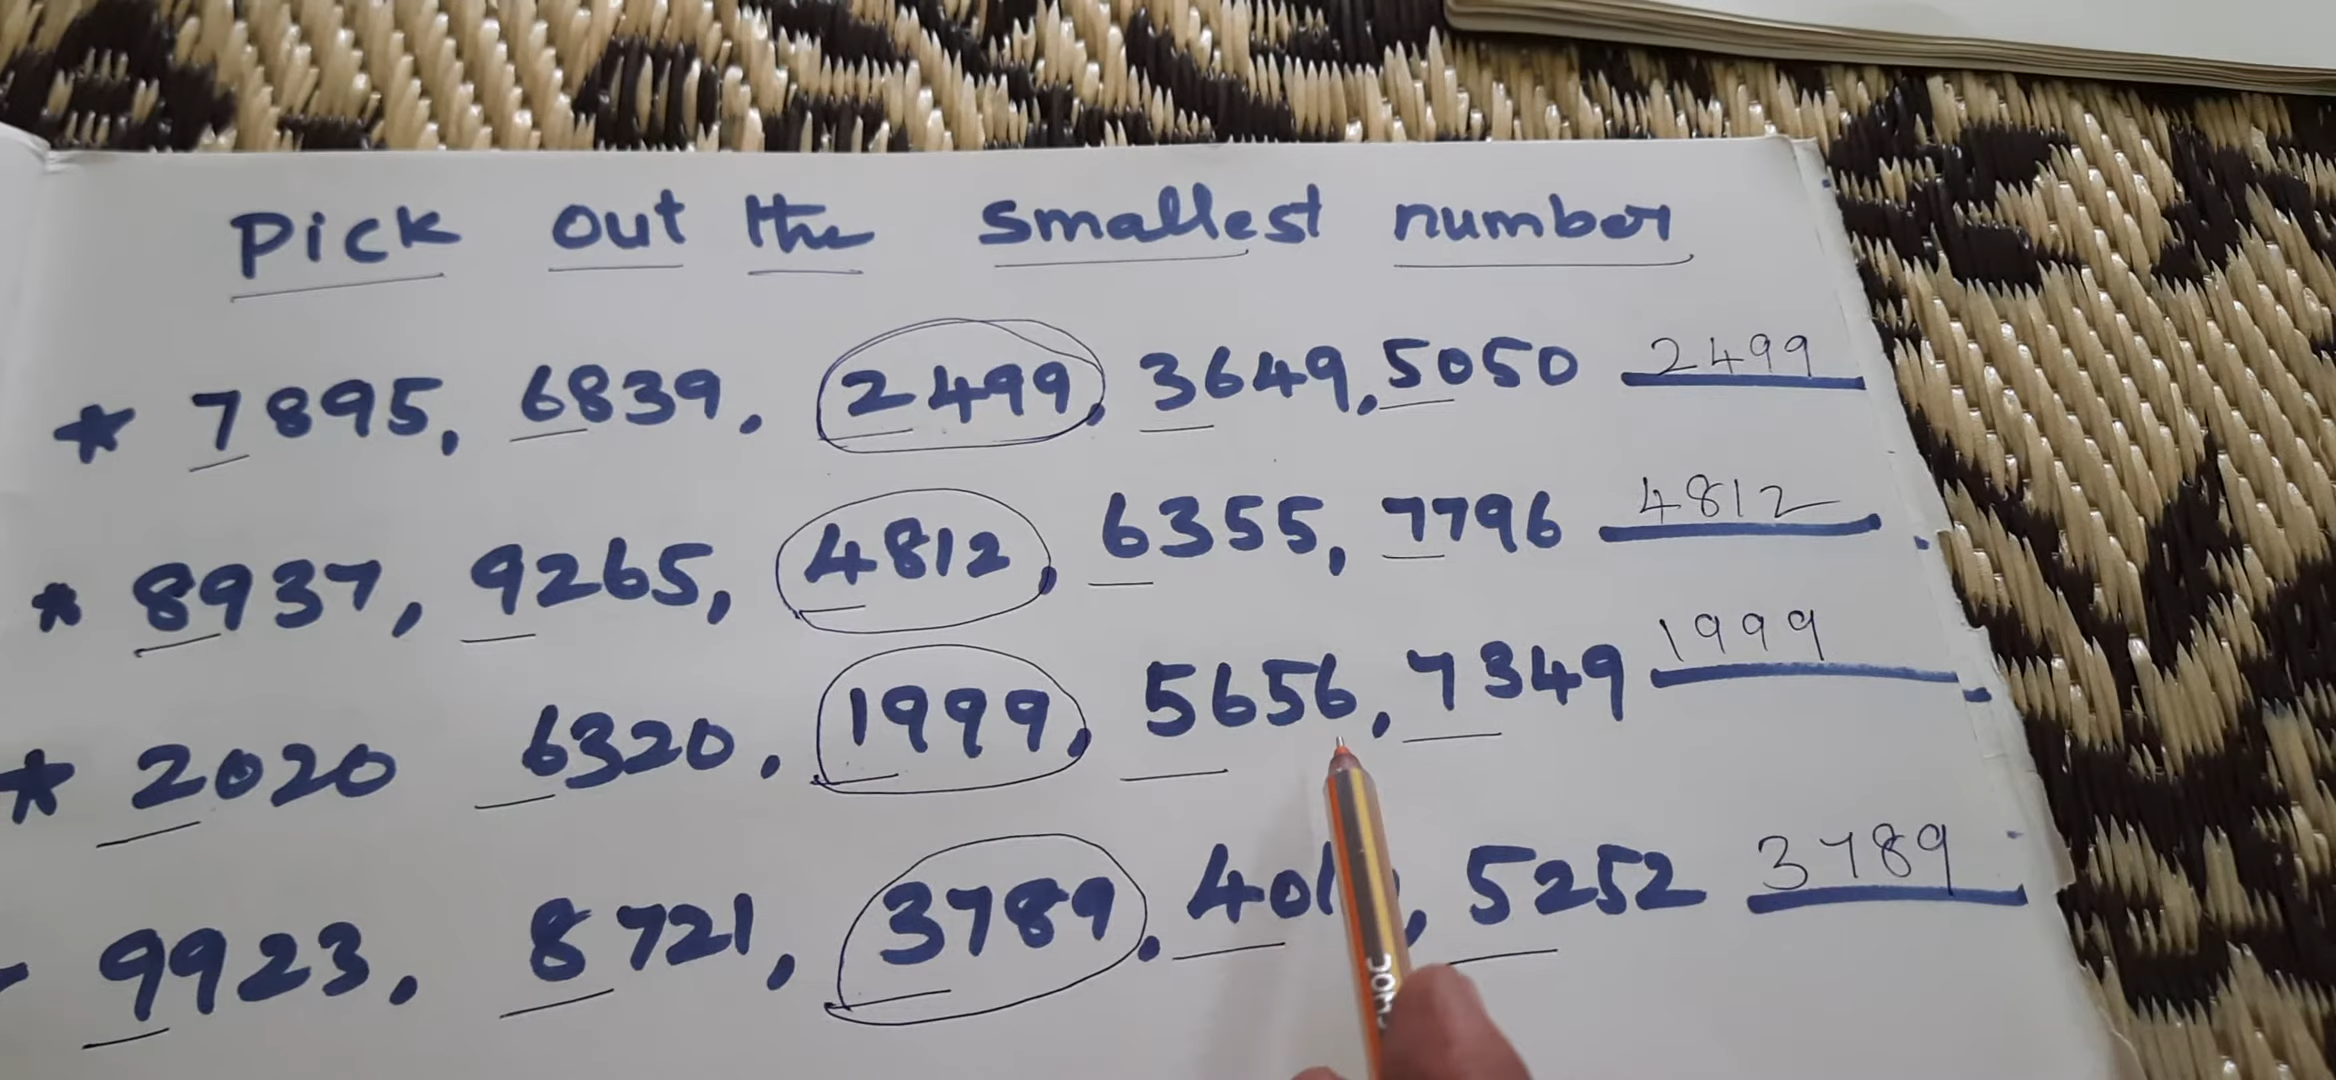 Pick out the smallest number
* 7895, 6839, 2499, 3649, 5050 2499
* 8937, 9265, 4812, 6355, 7796 4812
* 2020 6320, 1999, 5656, 7349 1999
9923, 8721, 3789, 5252 3789